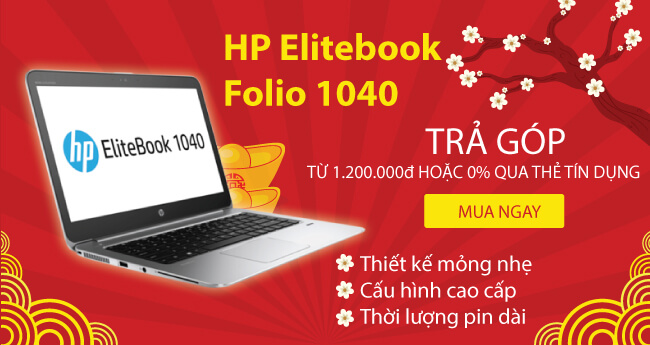 HP Elitebook
Folio 1040
hp EliteBook 1040
TRẢ GÓP
TỪ 1.200.000đ HOẶC 0% QUA THẺ TÍN DỤNG
MUA NGAY
Thiết kế mỏng nhẹ
Cấu hình cao cấp
Thời lượng pin dài